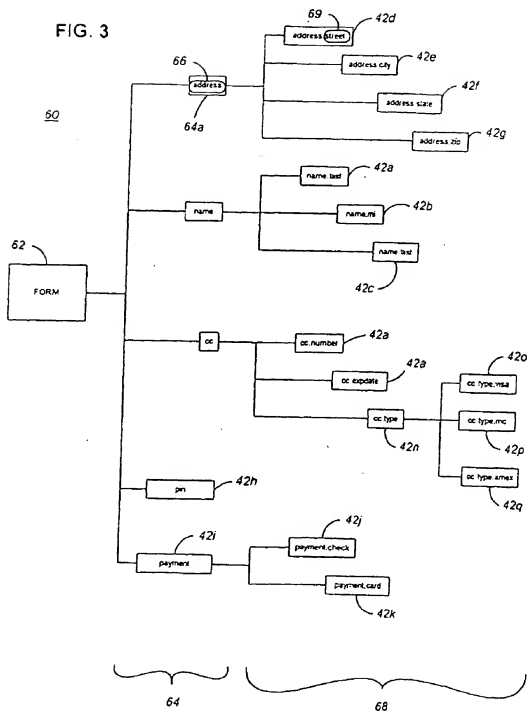 FIG. 3
69
42d
address.street
66
42e
address.city
address
42f
64a
address.state
60
42g
address.zip
42a
name.last
42b
name
name.mi
62
name.last
FORM
42c
42a
cc
cc.number
42o
42a
cc.type.visa
cc.expdate
cc.type
cc.type.mc
42n
42p
42h
cc.type.amex
pin
42q
42j
42i
payment.check
payment
payment.card
42k
64
68